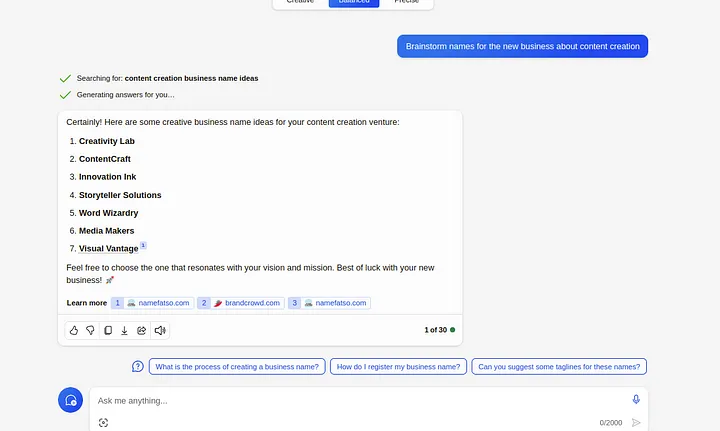 Creative Balanced Precise
Brainstorm names for the new business about content creation
Searching for: content creation business name ideas
Generating answers for you...
Certainly! Here are some creative business name ideas for your content creation venture:
1. Creativity Lab
2. ContentCraft
3. Innovation Ink
4. Storyteller Solutions
5. Word Wizardry
6. Media Makers
7. Visual Vantage 1
Feel free to choose the one that resonates with your vision and mission. Best of luck with your new
business! 🚀
Learn more 1 namefatso.com 2 brandcrowd.com 3 namefatso.com
1 of 30
What is the process of creating a business name? How do I register my business name? Can you suggest some taglines for these names?
Ask me anything...
0/2000